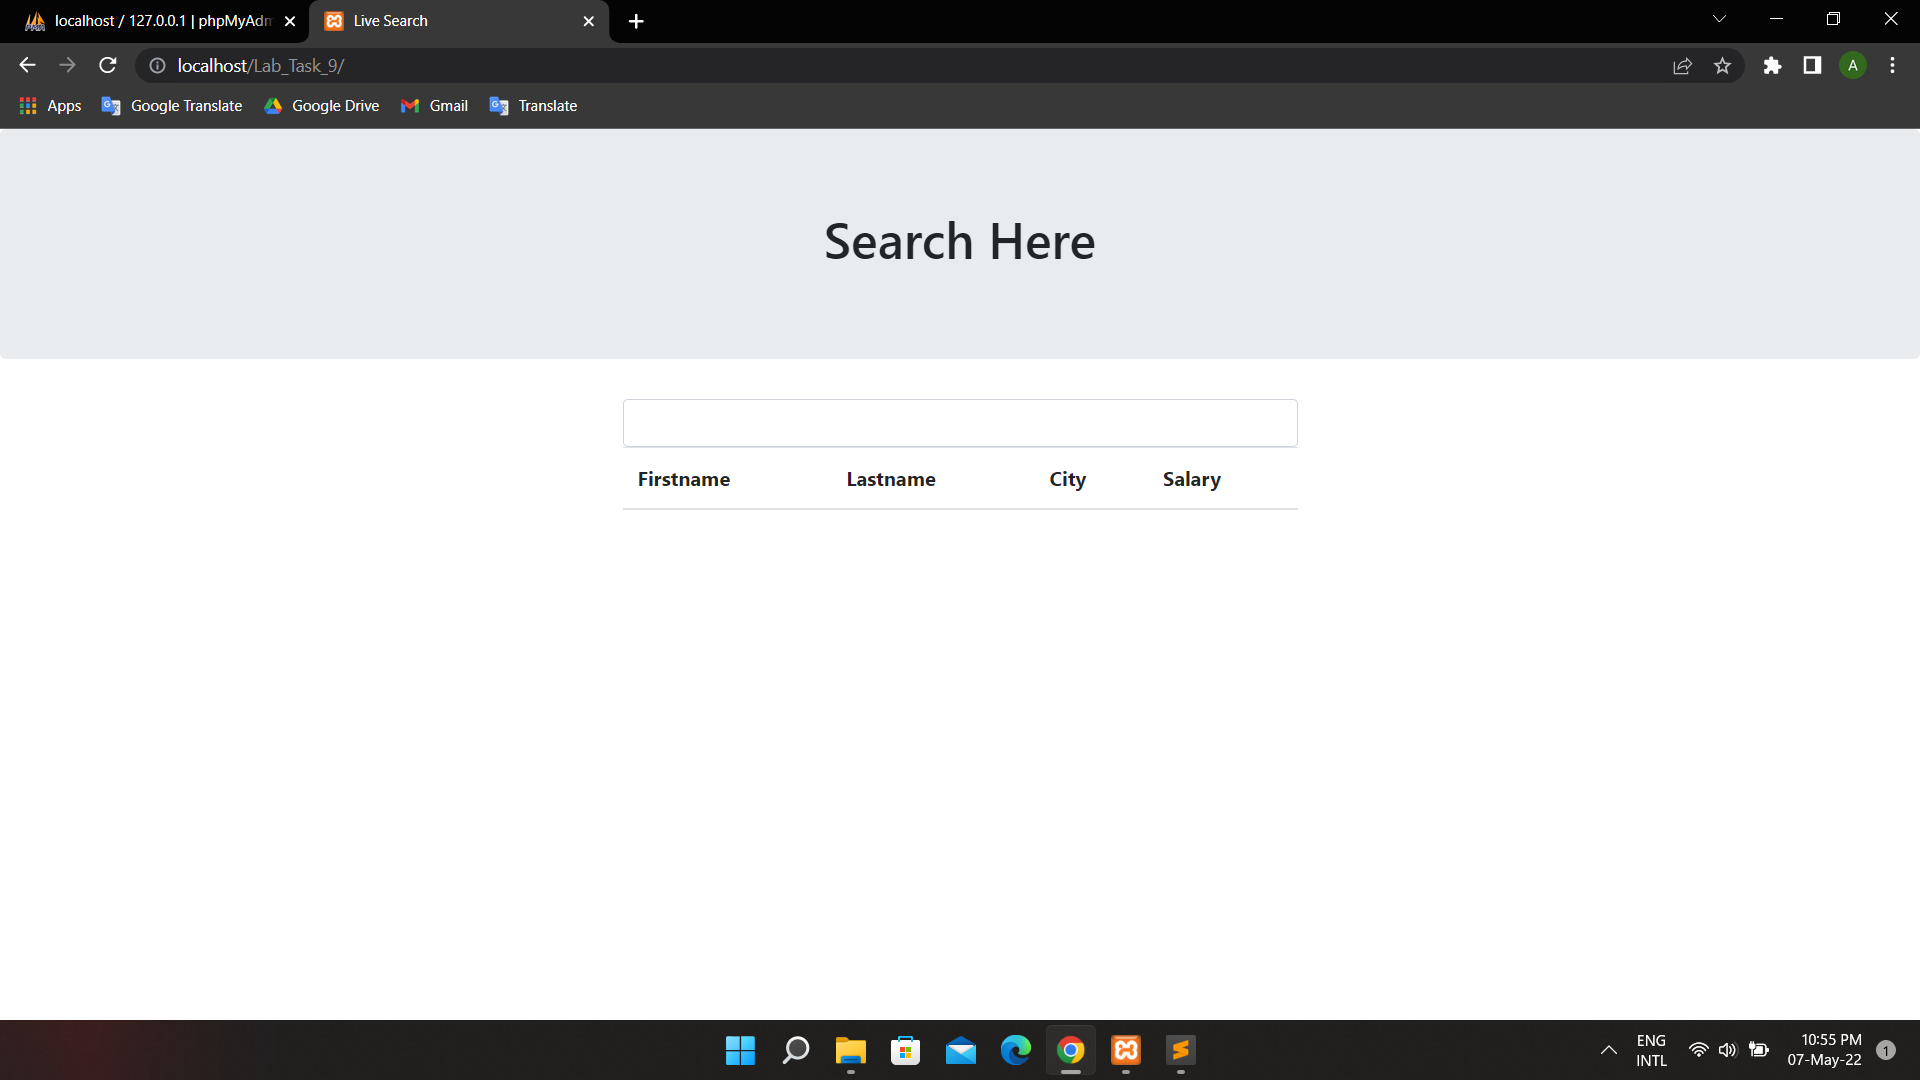 localhost / 127.0.0.1 | phpMyAdm
Live Search
localhost/Lab_Task_9/
A
Apps
Google Translate
Google Drive
Gmail
Translate
Search Here
Firstname Lastname City Salary
ENG
INTL
10:55 PM
07-May-22
1